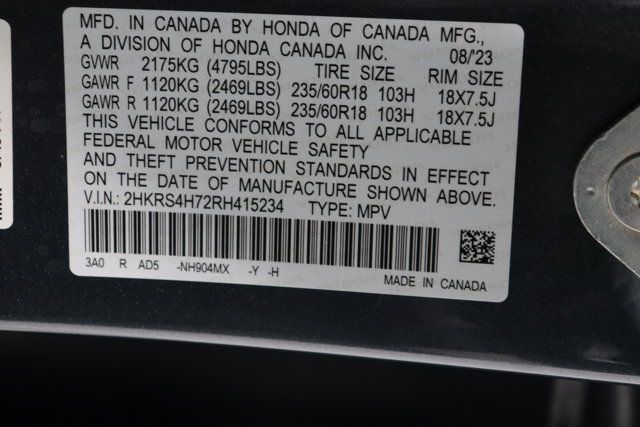 MFD. IN CANADA BY HONDA OF CANADA MFG.,
A DIVISION OF HONDA CANADA INC. 08/'23
GVWR 2175KG (4795LBS) TIRE SIZE RIM SIZE
GAWR F 1120KG (2469LBS) 235/60R18 103H 18X7.5J
GAWR R 1120KG (2469LBS) 235/60R18 103H 18X7.5J
THIS VEHICLE CONFORMS TO ALL APPLICABLE
FEDERAL MOTOR VEHICLE SAFETY
AND THEFT PREVENTION STANDARDS IN EFFECT
ON THE DATE OF MANUFACTURE SHOWN ABOVE.
V.I.N.: 2HKRS4H72RH415234 TYPE: MPV
3A0 R AD5 -NH904MX -Y -H
MADE IN CANADA